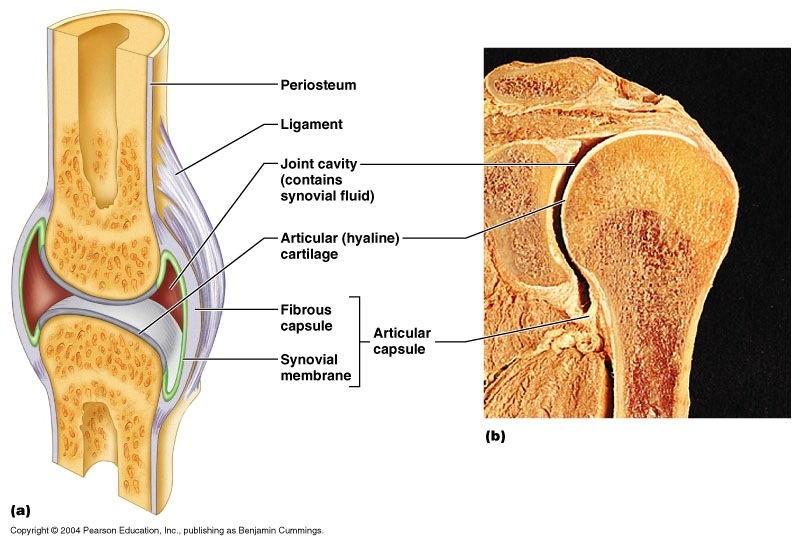 Periosteum
Ligament
Joint cavity
(contains
synovial fluid)
Articular (hyaline)
cartilage
Fibrous
capsule
Synovial
membrane
Articular
capsule
(b)
(a)
Copyright © 2004 Pearson Education, Inc., publishing as Benjamin Cummings.